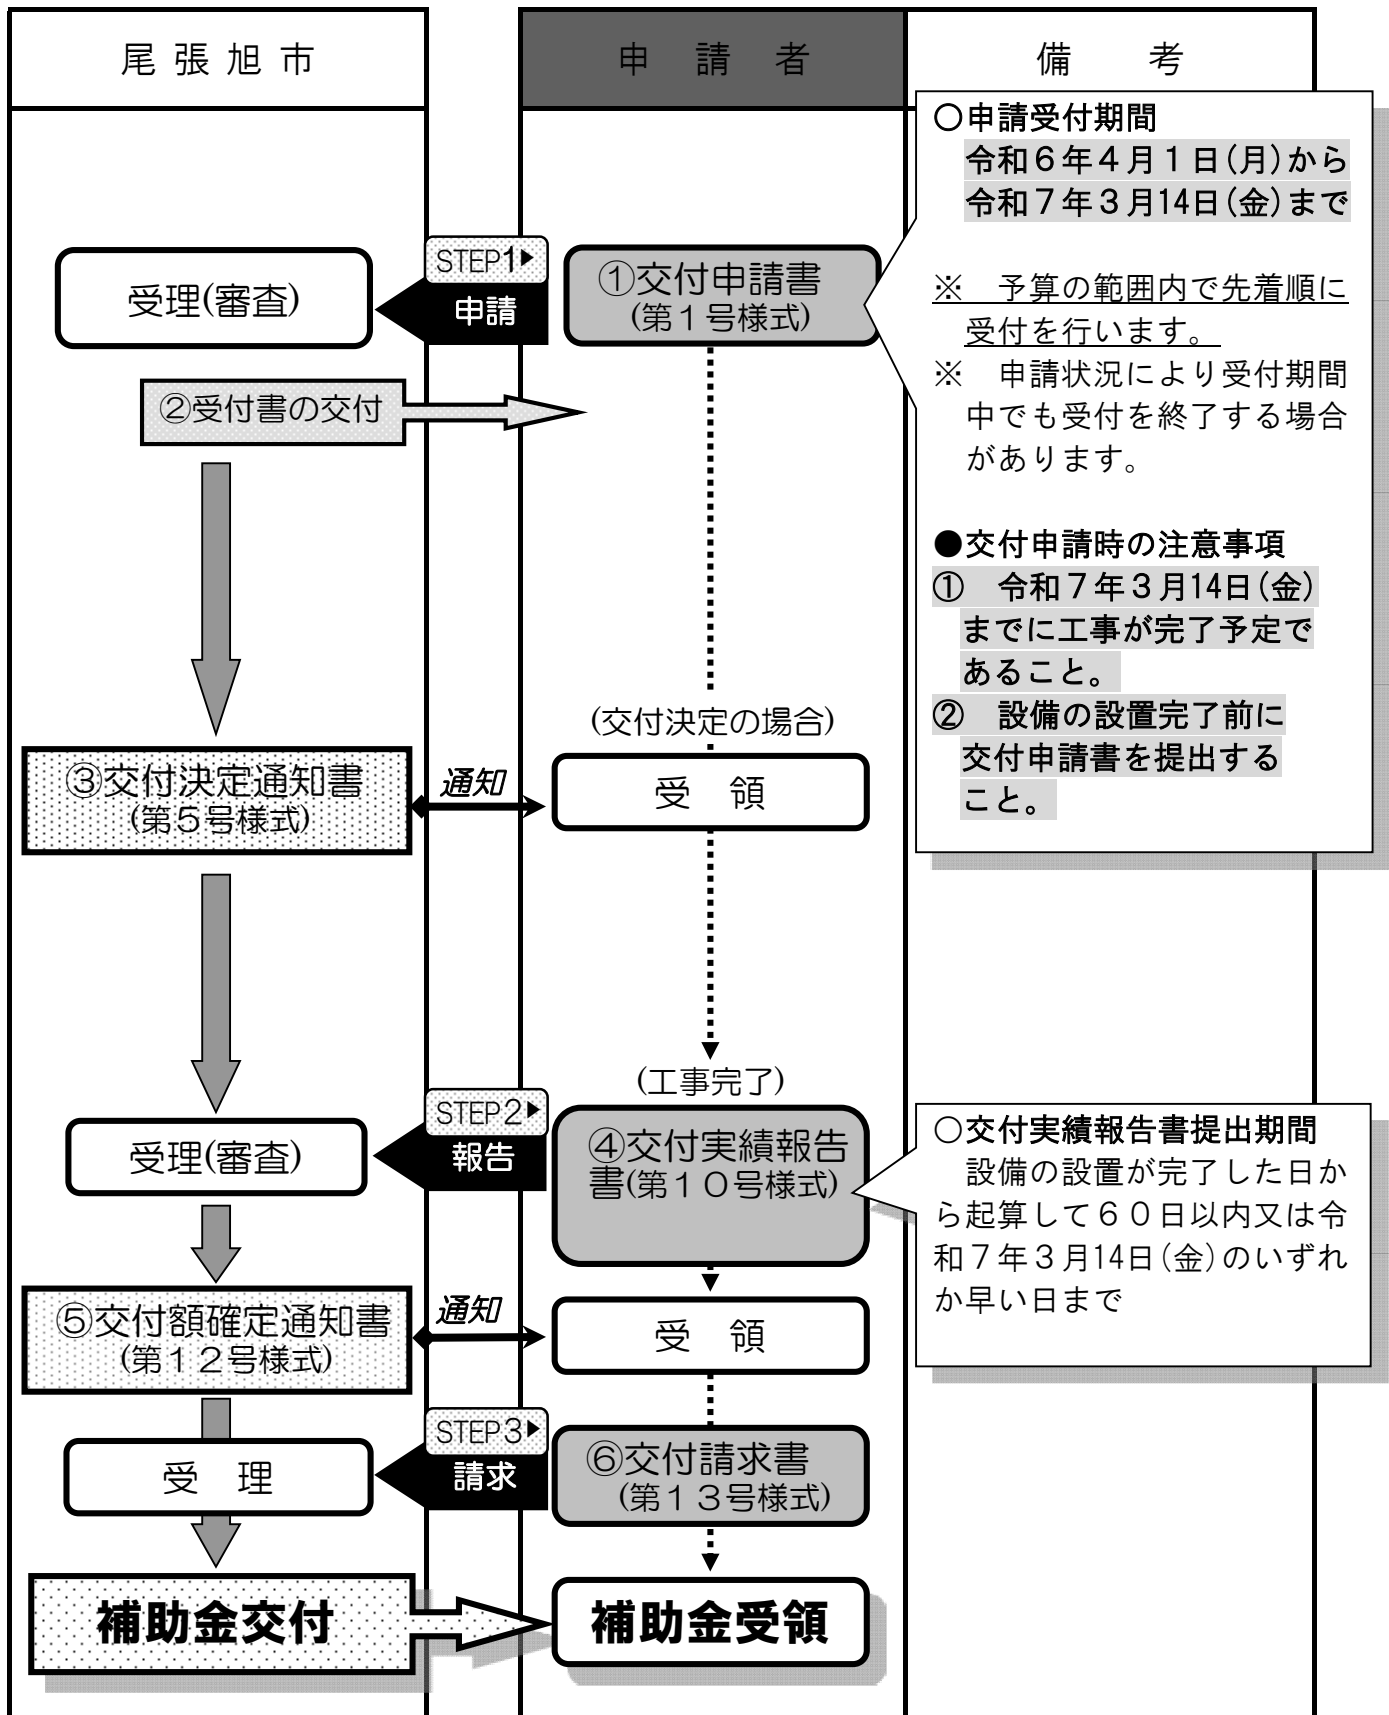 尾張旭市
申請者
備考
○申請受付期間
令和６年４月１日(月)から
令和７年３月14日(金)まで
※　予算の範囲内で先着順に
受付を行います。
※　申請状況により受付期間
中でも受付を終了する場合
があります。
●交付申請時の注意事項
①　令和７年３月14日(金)
までに工事が完了予定で
あること。
②　設備の設置完了前に
交付申請書を提出する
こと。
STEP1▶
申請
①交付申請書
(第１号様式)
受理(審査)
②受付書の交付
(交付決定の場合)
③交付決定通知書
(第５号様式)
通知
受　領
(工事完了)
STEP2▶
報告
④交付実績報告
書(第１０号様式)
受理(審査)
○交付実績報告書提出期間
設備の設置が完了した日か
ら起算して６０日以内又は令
和７年３月14日(金)のいずれ
か早い日まで
⑤交付額確定通知書
(第１２号様式)
通知
受　領
STEP3▶
請求
⑥交付請求書
(第１３号様式)
受　理
補助金交付
補助金受領